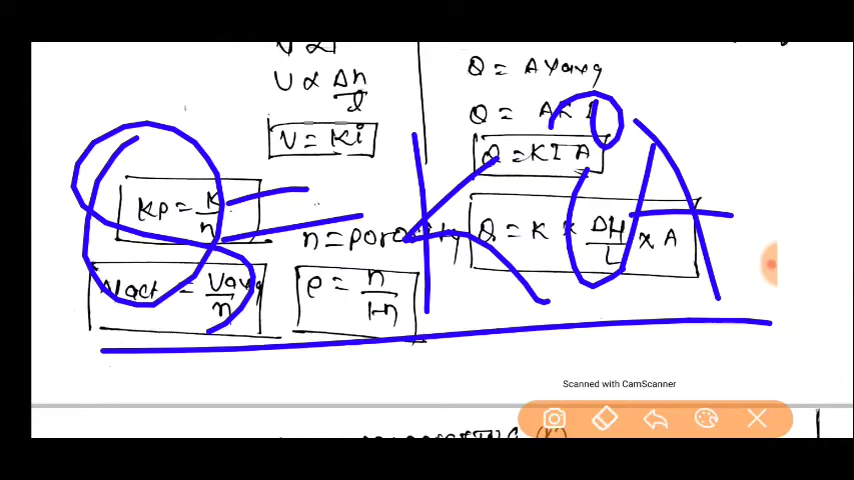 V ∝ i
V ∝ Δh/l
V = Ki
Kp = K/n
Vact = Vavg/n
n = porosity
e = n/1-n
Q = A Vavg
Q = A K I
Q = K I A
Q = K × ΔH/L × A
Scanned with CamScanner